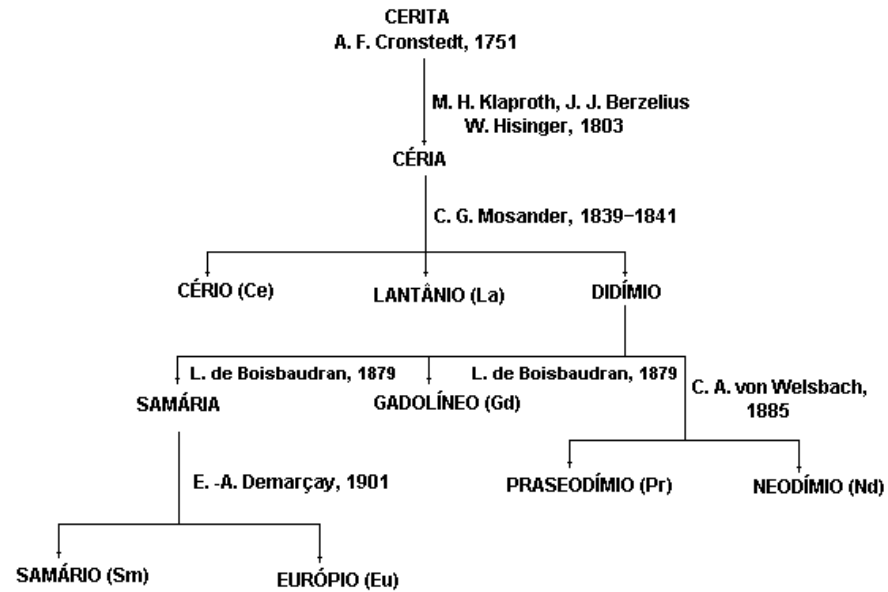 CERITA
A. F. Cronstedt, 1751
M. H. Klaproth, J. J. Berzelius
W. Hisinger, 1803
CÉRIA
C. G. Mosander, 1839-1841
CÉRIO (Ce)
LANTÂNIO (La)
DIDÍMIO
L. de Boisbaudran, 1879
L. de Boisbaudran, 1879
C. A. von Welsbach,
1885
SAMÁRIA
GADOLÍNEO (Gd)
E. -A. Demarçay, 1901
PRASEODÍMIO (Pr)
NEODÍMIO (Nd)
SAMÁRIO (Sm)
EURÓPIO (Eu)